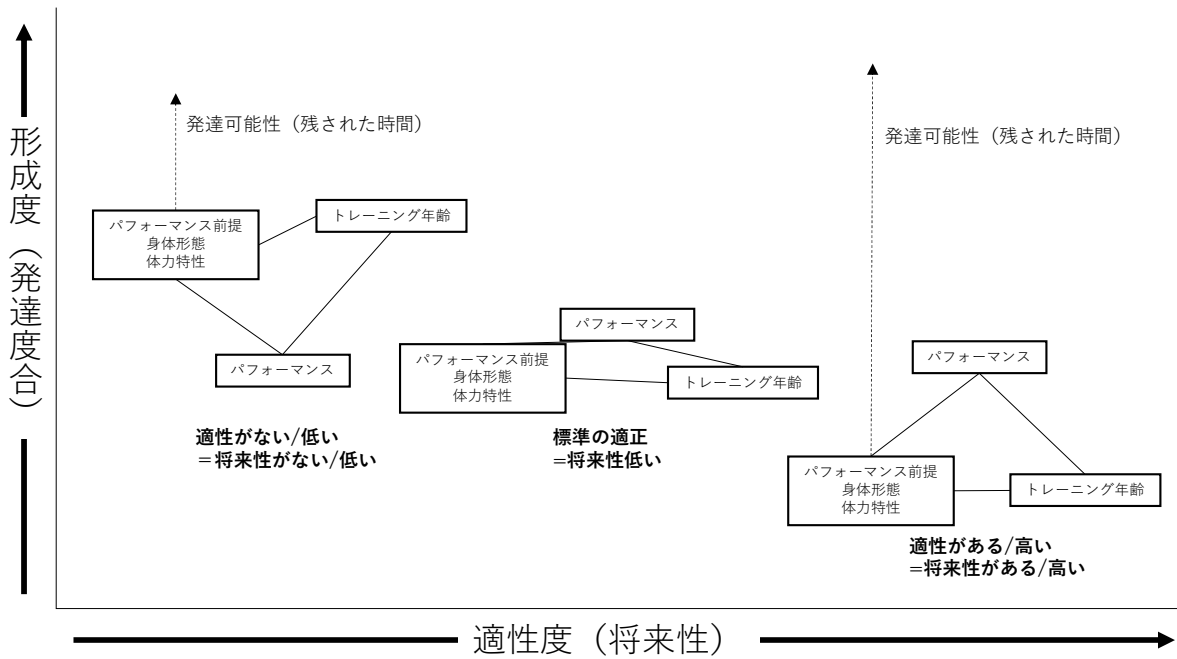 形成度（発達度合）
発達可能性（残された時間）
パフォーマンス前提
身体形態
体力特性
トレーニング年齢
パフォーマンス
適性がない/低い
＝将来性がない/低い
パフォーマンス
パフォーマンス前提
身体形態
体力特性
トレーニング年齢
標準の適正
=将来性低い
発達可能性（残された時間）
パフォーマンス
パフォーマンス前提
身体形態
体力特性
トレーニング年齢
適性がある/高い
=将来性がある/高い
適性度（将来性）